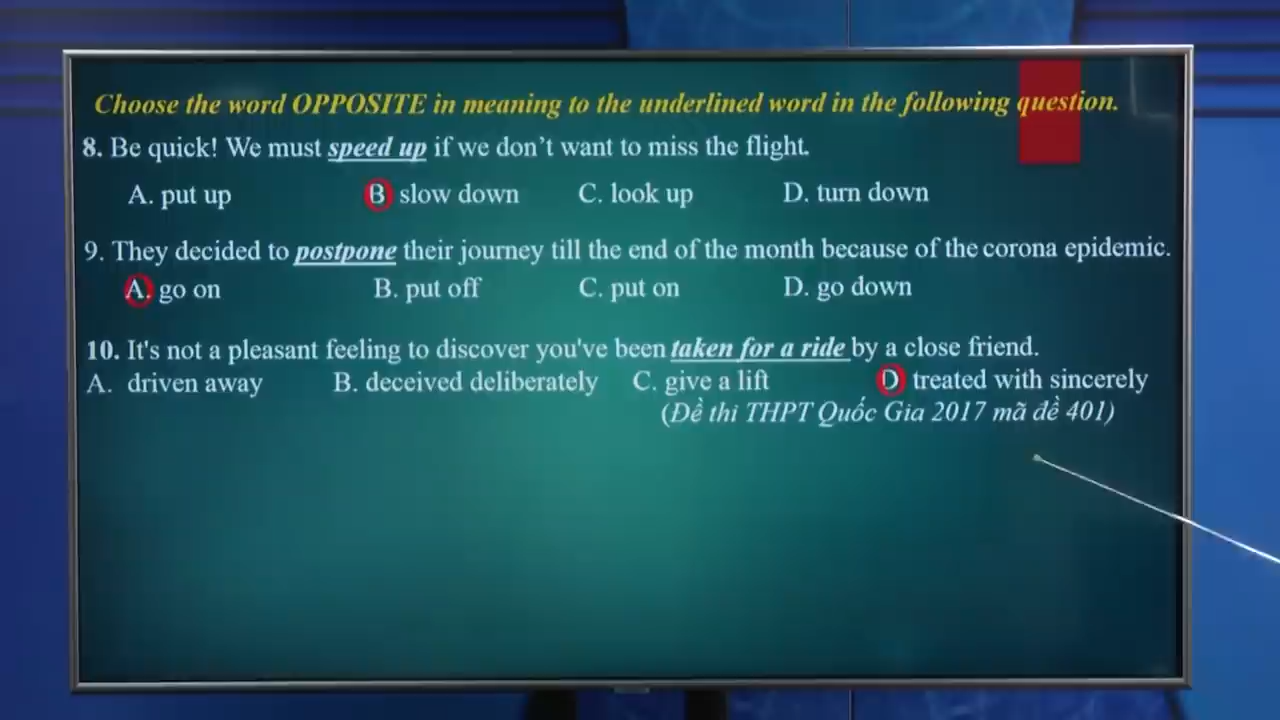 Choose the word OPPOSITE in meaning to the underlined word in the following question.
8. Be quick! We must speed up if we don't want to miss the flight.
A. put up B slow down C. look up D. turn down
9. They decided to postpone their journey till the end of the month because of the corona epidemic.
A. go on B. put off C. put on D. go down
10. It's not a pleasant feeling to discover you've been taken for a ride by a close friend.
A. driven away B. deceived deliberately C. give a lift D treated with sincerely
(Đề thi THPT Quốc Gia 2017 mã đề 401)